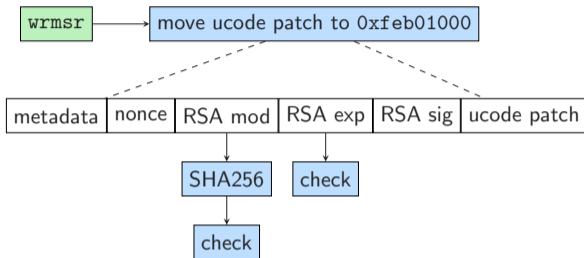 wrmsr
move ucode patch to 0xfeb01000
metadata
nonce
RSA mod
RSA exp
RSA sig
ucode patch
SHA256
check
check